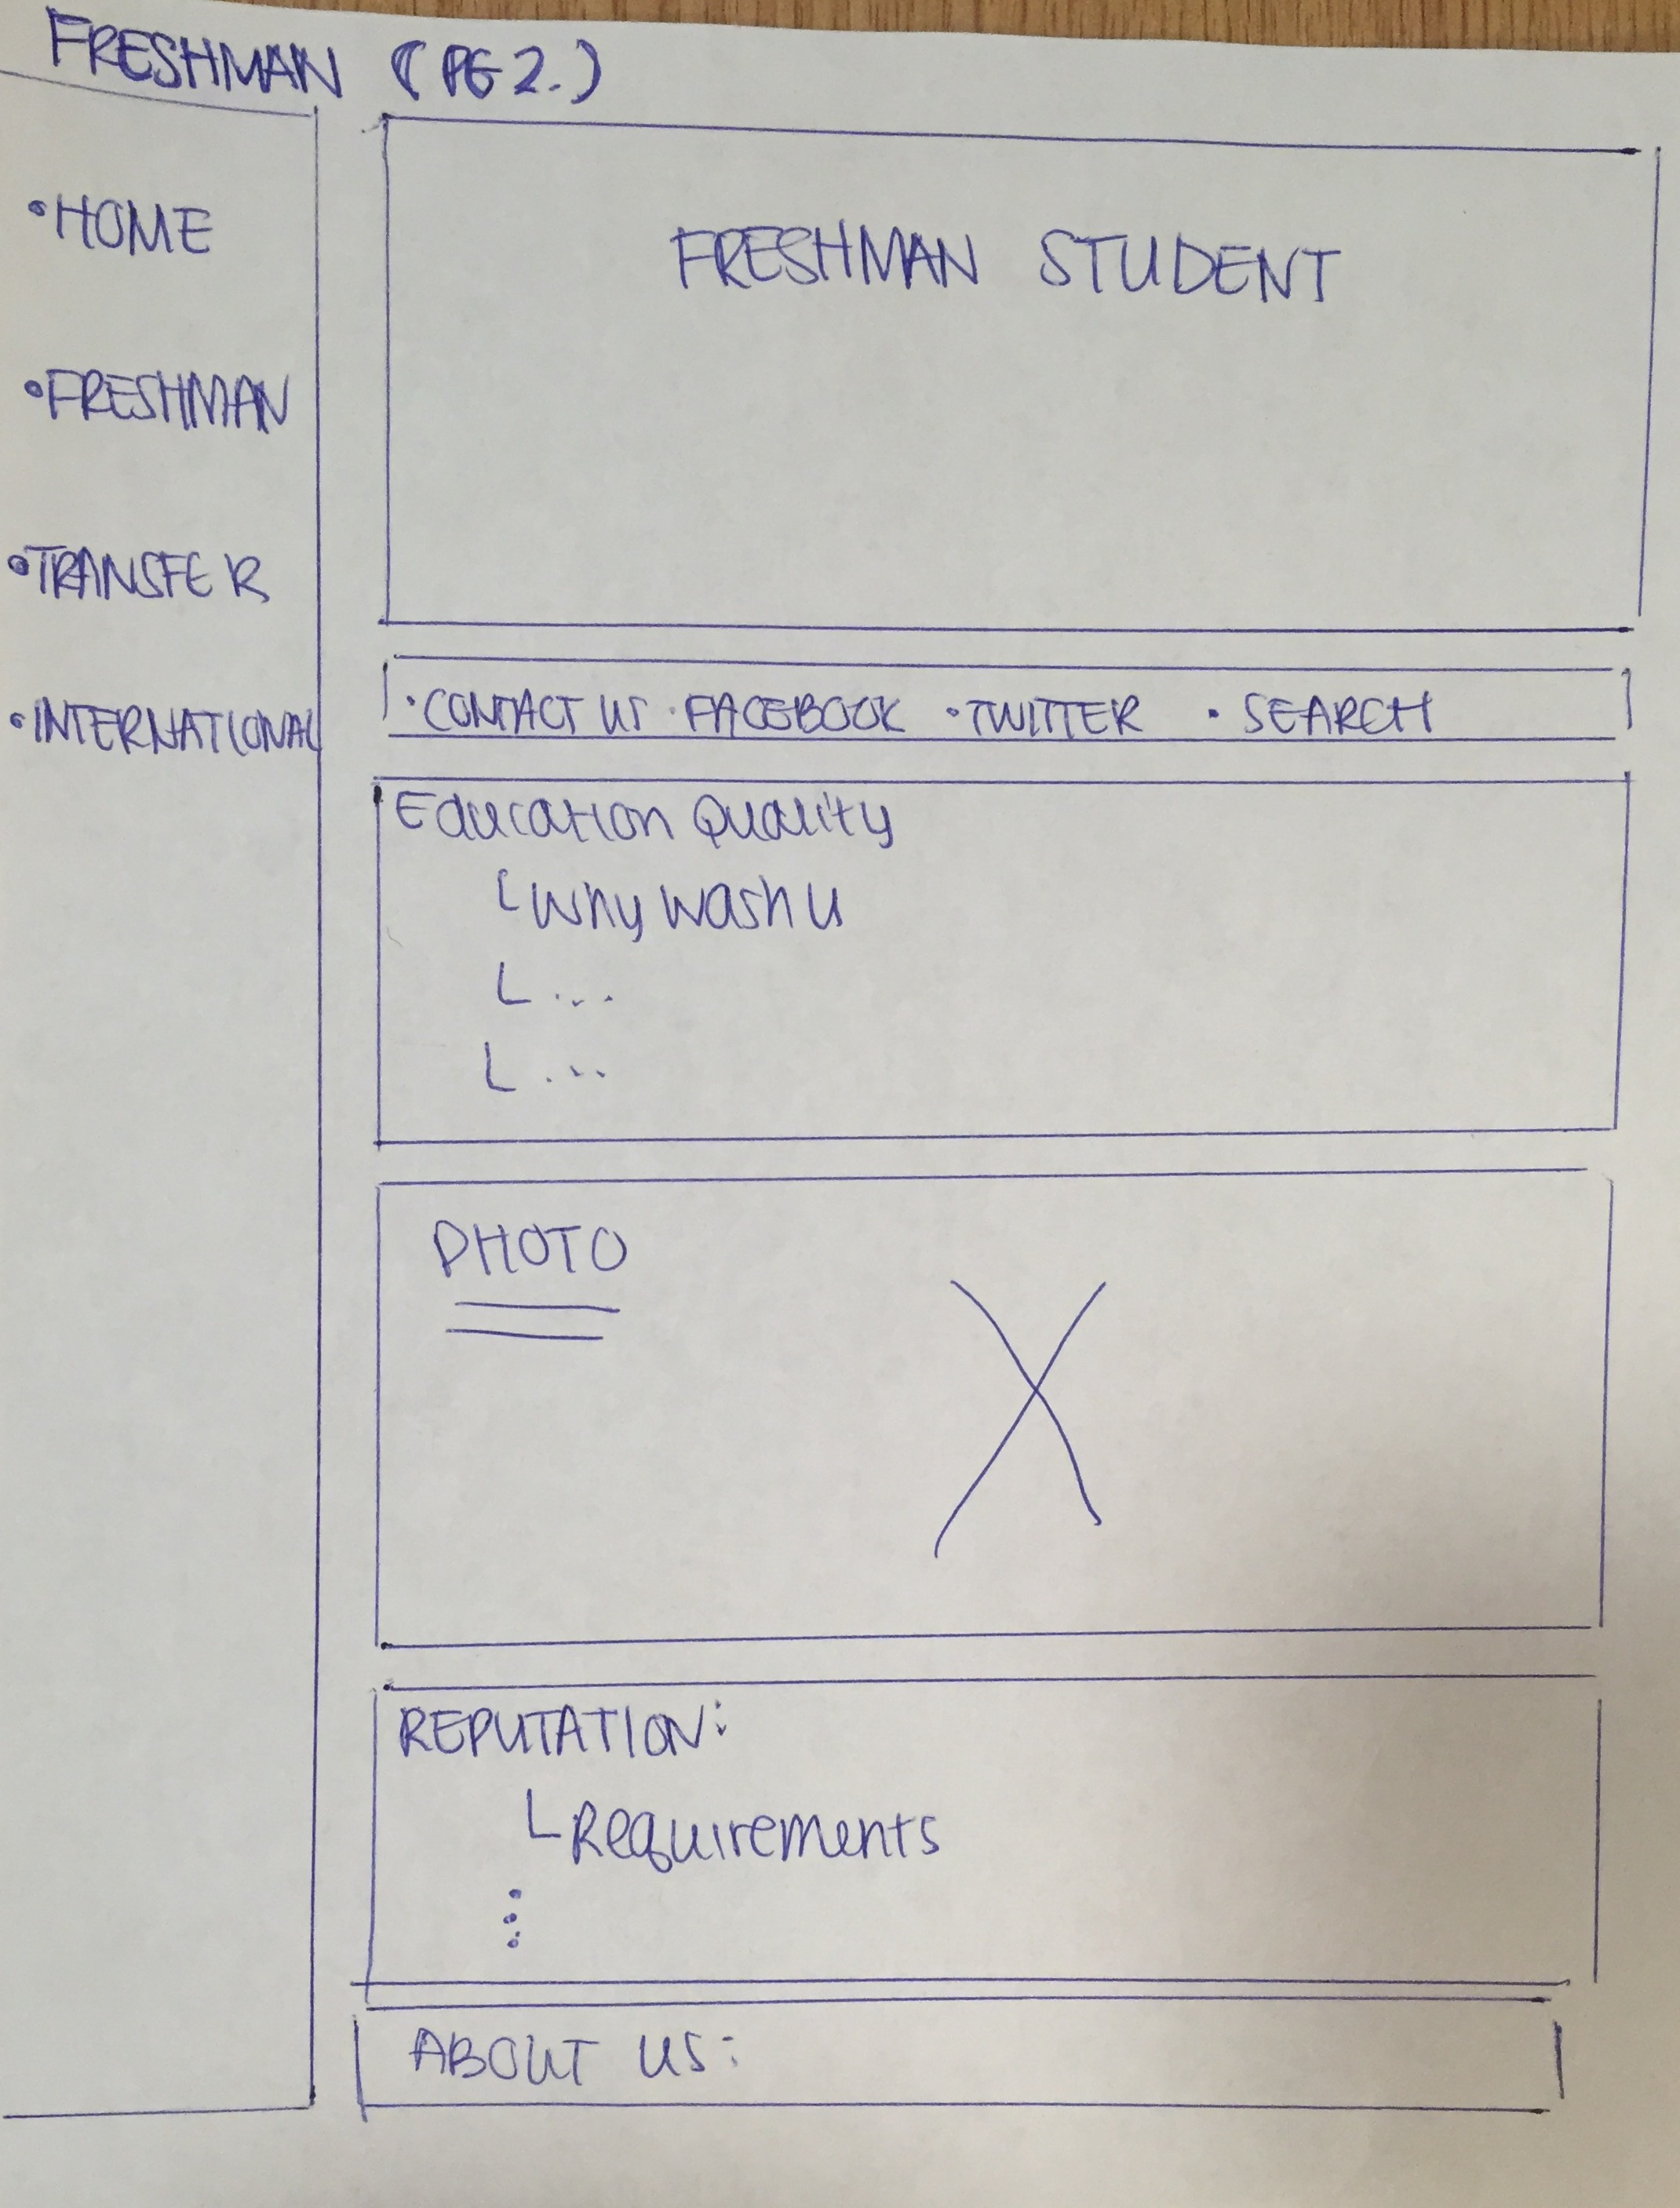 FRESHMAN (PG 2.)
• HOME
• FRESHMAN
• TRANSFER
• INTERNATIONAL
FRESHMAN STUDENT
· CONTACT US · FACEBOOK • TWITTER • SEARCH
Education Quality
└ Why Wash U
└ ...
└ ...
PHOTO
REPUTATION:
└ Requirements
⋮
ABOUT US: